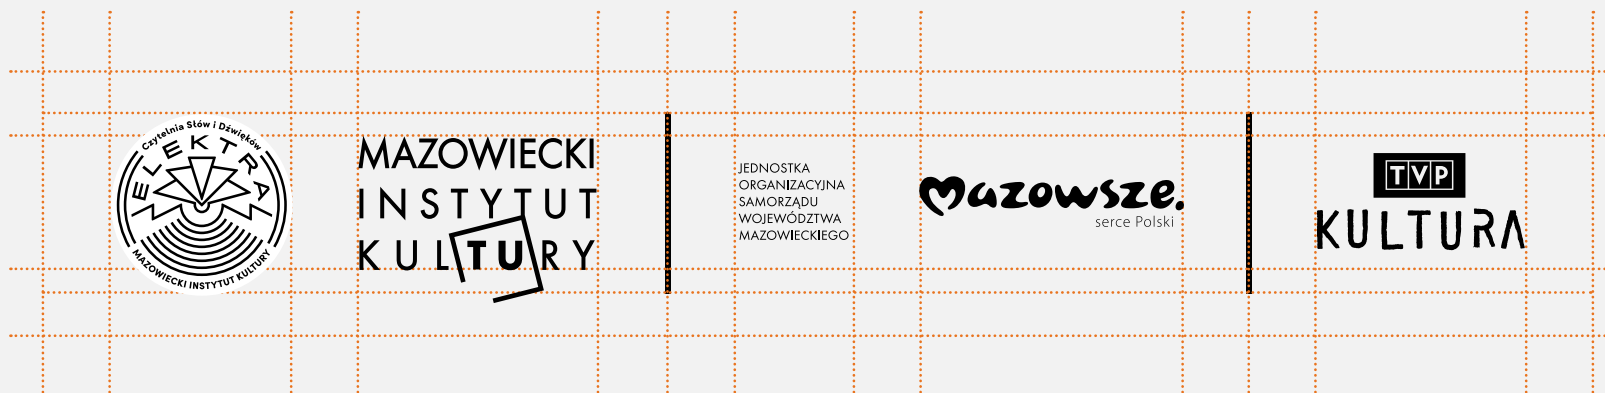 Czytelnia Słów i Dźwięków
ELEKTRA
MAZOWIECKI INSTYTUT KULTURY
MAZOWIECKI
INSTYTUT
KULTURY
JEDNOSTKA
ORGANIZACYJNA
SAMORZĄDU
WOJEWÓDZTWA
MAZOWIECKIEGO
mazowsze.
serce Polski
TVP
KULTURA